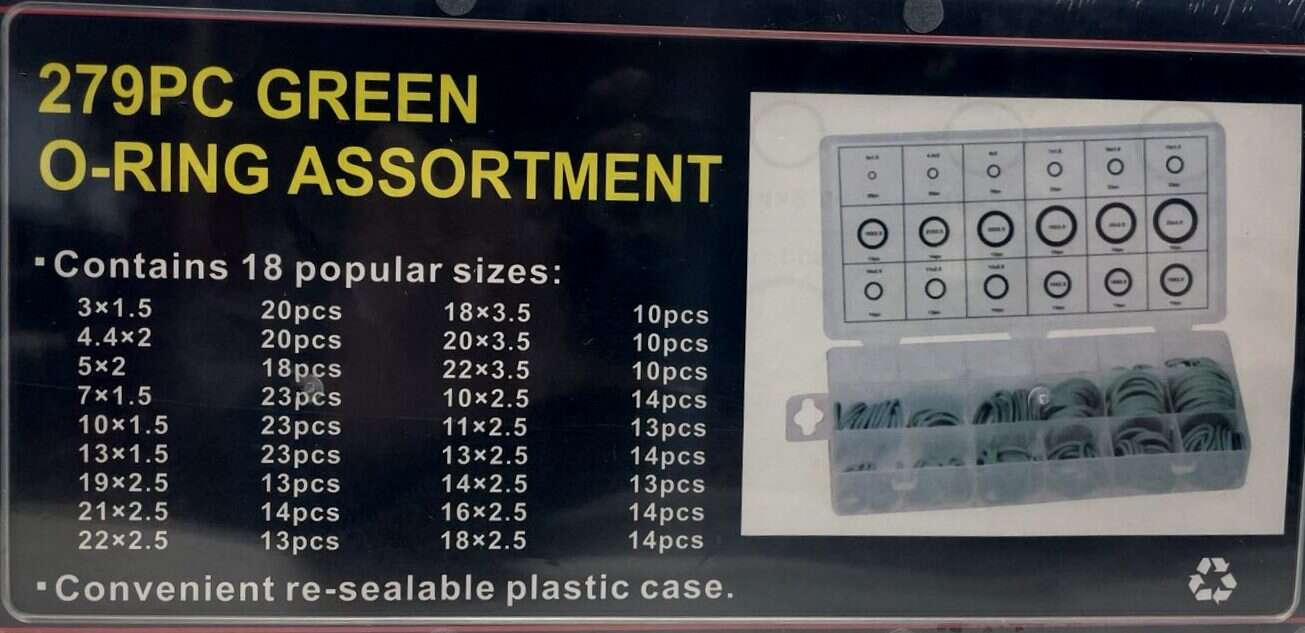 279PC GREEN
O-RING ASSORTMENT
▪Contains 18 popular sizes:
3×1.5 20pcs 18×3.5 10pcs
4.4×2 20pcs 20×3.5 10pcs
5×2 18pcs 22×3.5 10pcs
7×1.5 23pcs 10×2.5 14pcs
10×1.5 23pcs 11×2.5 13pcs
13×1.5 23pcs 13×2.5 14pcs
19×2.5 13pcs 14×2.5 13pcs
21×2.5 14pcs 16×2.5 14pcs
22×2.5 13pcs 18×2.5 14pcs
▪Convenient re-sealable plastic case.